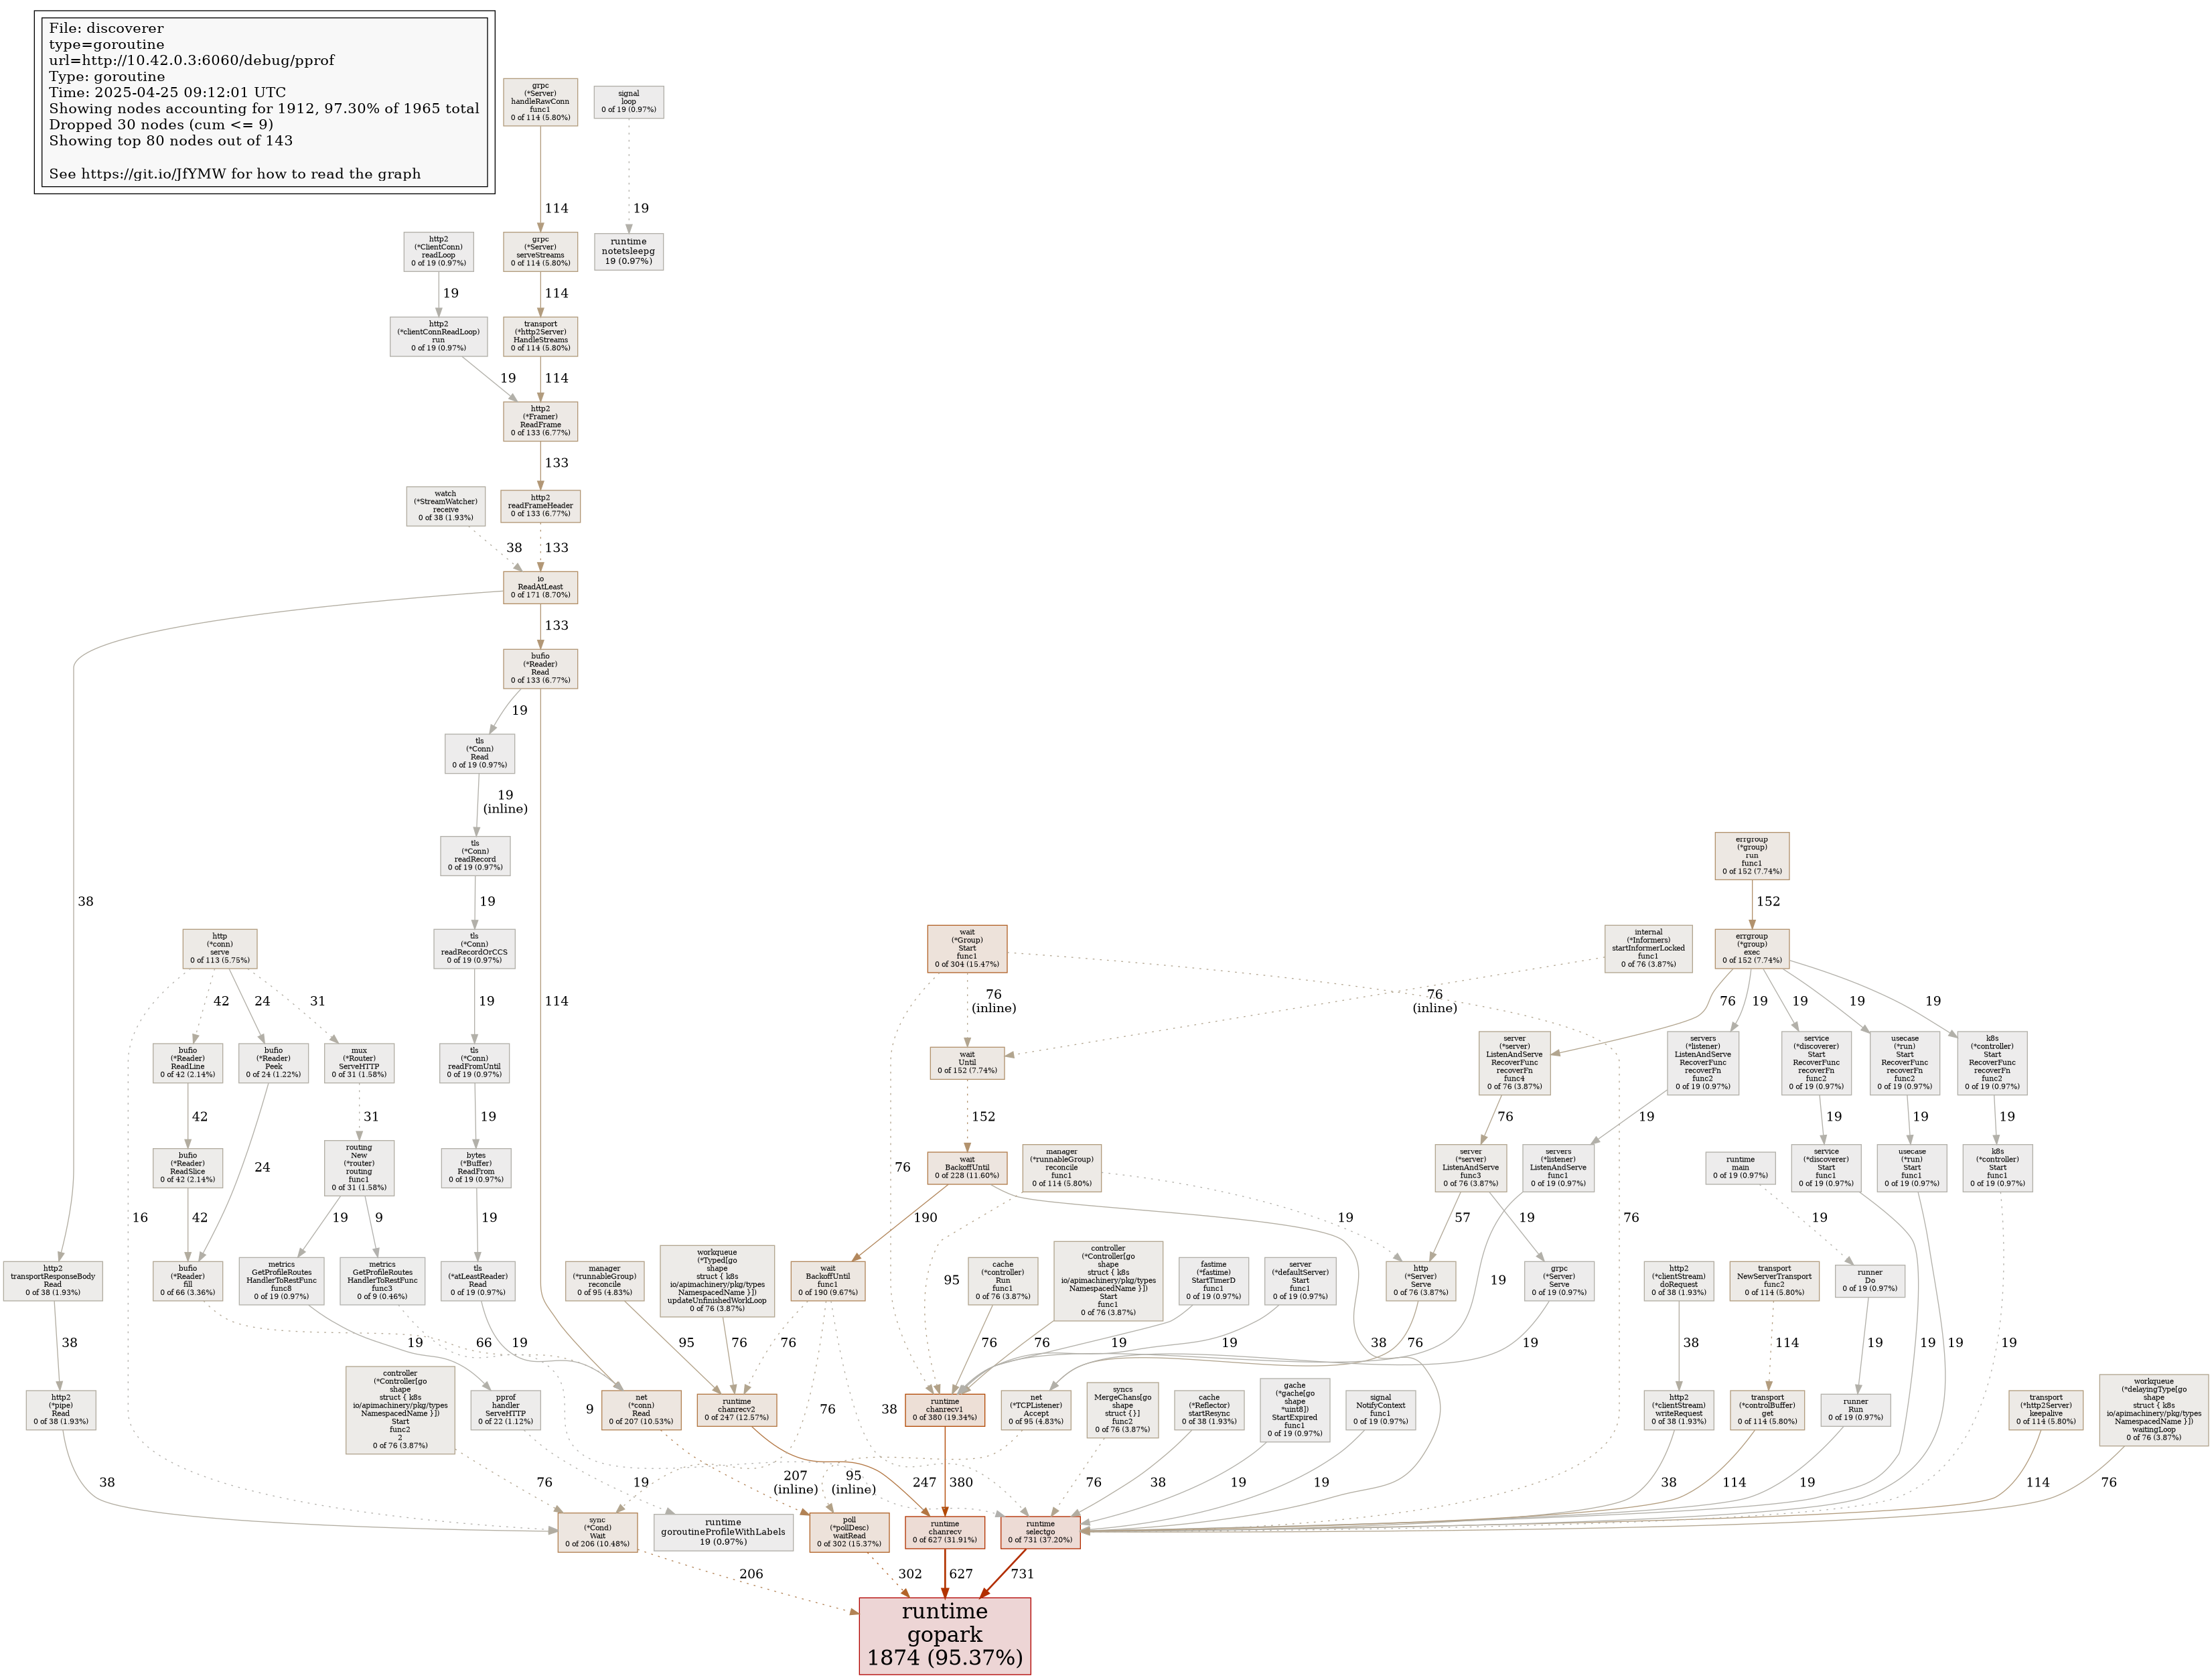 File: discoverer
type=goroutine
url=http://10.42.0.3:6060/debug/pprof
Type: goroutine
Time: 2025-04-25 09:12:01 UTC
Showing nodes accounting for 1912, 97.30% of 1965 total
Dropped 30 nodes (cum <= 9)
Showing top 80 nodes out of 143
See https://git.io/JfYMW for how to read the graph
grpc
(*Server)
handleRawConn
func1
0 of 114 (5.80%)
signal
loop
0 of 19 (0.97%)
114
19
http2
(*ClientConn)
readLoop
0 of 19 (0.97%)
grpc
(*Server)
serveStreams
0 of 114 (5.80%)
runtime
notetsleepg
19 (0.97%)
19
114
http2
(*clientConnReadLoop)
run
0 of 19 (0.97%)
transport
(*http2Server)
HandleStreams
0 of 114 (5.80%)
19
114
http2
(*Framer)
ReadFrame
0 of 133 (6.77%)
133
watch
(*StreamWatcher)
receive
0 of 38 (1.93%)
http2
readFrameHeader
0 of 133 (6.77%)
38
133
io
ReadAtLeast
0 of 171 (8.70%)
133
bufio
(*Reader)
Read
0 of 133 (6.77%)
19
tls
(*Conn)
Read
0 of 19 (0.97%)
19
(inline)
tls
(*Conn)
readRecord
0 of 19 (0.97%)
errgroup
(*group)
run
func1
0 of 152 (7.74%)
38
19
152
http
(*conn)
serve
0 of 113 (5.75%)
tls
(*Conn)
readRecordOrCCS
0 of 19 (0.97%)
wait
(*Group)
Start
func1
0 of 304 (15.47%)
internal
(*Informers)
startInformerLocked
func1
0 of 76 (3.87%)
errgroup
(*group)
exec
0 of 152 (7.74%)
42
24
31
19
114
76
(inline)
76
(inline)
76
19
19
19
19
bufio
(*Reader)
ReadLine
0 of 42 (2.14%)
bufio
(*Reader)
Peek
0 of 24 (1.22%)
mux
(*Router)
ServeHTTP
0 of 31 (1.58%)
tls
(*Conn)
readFromUntil
0 of 19 (0.97%)
wait
Until
0 of 152 (7.74%)
server
(*server)
ListenAndServe
RecoverFunc
recoverFn
func4
0 of 76 (3.87%)
servers
(*listener)
ListenAndServe
RecoverFunc
recoverFn
func2
0 of 19 (0.97%)
service
(*discoverer)
Start
RecoverFunc
recoverFn
func2
0 of 19 (0.97%)
usecase
(*run)
Start
RecoverFunc
recoverFn
func2
0 of 19 (0.97%)
k8s
(*controller)
Start
RecoverFunc
recoverFn
func2
0 of 19 (0.97%)
42
31
19
152
76
19
19
19
19
bufio
(*Reader)
ReadSlice
0 of 42 (2.14%)
24
routing
New
(*router)
routing
func1
0 of 31 (1.58%)
bytes
(*Buffer)
ReadFrom
0 of 19 (0.97%)
76
wait
BackoffUntil
0 of 228 (11.60%)
manager
(*runnableGroup)
reconcile
func1
0 of 114 (5.80%)
server
(*server)
ListenAndServe
func3
0 of 76 (3.87%)
servers
(*listener)
ListenAndServe
func1
0 of 19 (0.97%)
runtime
main
0 of 19 (0.97%)
service
(*discoverer)
Start
func1
0 of 19 (0.97%)
usecase
(*run)
Start
func1
0 of 19 (0.97%)
k8s
(*controller)
Start
func1
0 of 19 (0.97%)
16
42
19
9
19
190
19
57
19
76
19
http2
transportResponseBody
Read
0 of 38 (1.93%)
bufio
(*Reader)
fill
0 of 66 (3.36%)
metrics
GetProfileRoutes
HandlerToRestFunc
func8
0 of 19 (0.97%)
metrics
GetProfileRoutes
HandlerToRestFunc
func3
0 of 9 (0.46%)
tls
(*atLeastReader)
Read
0 of 19 (0.97%)
manager
(*runnableGroup)
reconcile
0 of 95 (4.83%)
workqueue
(*Typed[go
shape
struct { k8s
io/apimachinery/pkg/types
NamespacedName }])
updateUnfinishedWorkLoop
0 of 76 (3.87%)
wait
BackoffUntil
func1
0 of 190 (9.67%)
95
cache
(*controller)
Run
func1
0 of 76 (3.87%)
controller
(*Controller[go
shape
struct { k8s
io/apimachinery/pkg/types
NamespacedName }])
Start
func1
0 of 76 (3.87%)
fastime
(*fastime)
StartTimerD
func1
0 of 19 (0.97%)
server
(*defaultServer)
Start
func1
0 of 19 (0.97%)
http
(*Server)
Serve
0 of 76 (3.87%)
19
grpc
(*Server)
Serve
0 of 19 (0.97%)
http2
(*clientStream)
doRequest
0 of 38 (1.93%)
transport
NewServerTransport
func2
0 of 114 (5.80%)
runner
Do
0 of 19 (0.97%)
38
19
66
19
95
76
76
76
76
19
19
38
76
19
38
114
19
19
19
19
http2
(*pipe)
Read
0 of 38 (1.93%)
controller
(*Controller[go
shape
struct { k8s
io/apimachinery/pkg/types
NamespacedName }])
Start
func2
2
0 of 76 (3.87%)
pprof
handler
ServeHTTP
0 of 22 (1.12%)
9
net
(*conn)
Read
0 of 207 (10.53%)
runtime
chanrecv2
0 of 247 (12.57%)
76
38
runtime
chanrecv1
0 of 380 (19.34%)
net
(*TCPListener)
Accept
0 of 95 (4.83%)
syncs
MergeChans[go
shape
struct {}]
func2
0 of 76 (3.87%)
cache
(*Reflector)
startResync
0 of 38 (1.93%)
gache
(*gache[go
shape
*uint8])
StartExpired
func1
0 of 19 (0.97%)
signal
NotifyContext
func1
0 of 19 (0.97%)
http2
(*clientStream)
writeRequest
0 of 38 (1.93%)
transport
(*controlBuffer)
get
0 of 114 (5.80%)
runner
Run
0 of 19 (0.97%)
transport
(*http2Server)
keepalive
0 of 114 (5.80%)
workqueue
(*delayingType[go
shape
struct { k8s
io/apimachinery/pkg/types
NamespacedName }])
waitingLoop
0 of 76 (3.87%)
38
76
19
207
(inline)
95
(inline)
247
380
76
38
19
19
38
114
19
114
76
sync
(*Cond)
Wait
0 of 206 (10.48%)
runtime
goroutineProfileWithLabels
19 (0.97%)
poll
(*pollDesc)
waitRead
0 of 302 (15.37%)
runtime
chanrecv
0 of 627 (31.91%)
runtime
selectgo
0 of 731 (37.20%)
206
302
627
731
runtime
gopark
1874 (95.37%)